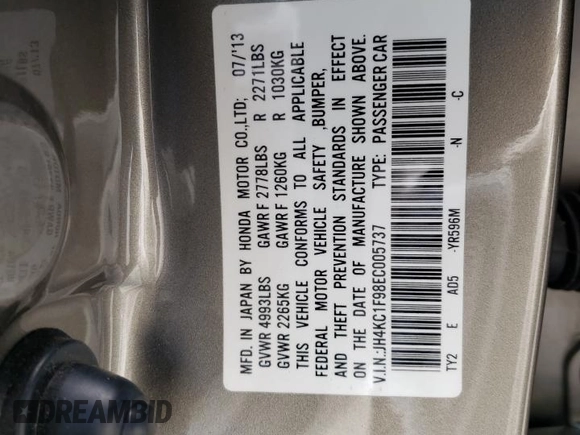 MFD. IN JAPAN BY HONDA MOTOR CO.,LTD; 07/'13
GVWR 4993LBS GAWR F 2778LBS R 2271LBS
GVWR 2265KG GAWR F 1260KG R 1030KG
THIS VEHICLE CONFORMS TO ALL APPLICABLE
FEDERAL MOTOR VEHICLE SAFETY ,BUMPER,
AND THEFT PREVENTION STANDARDS IN EFFECT
ON THE DATE OF MANUFACTURE SHOWN ABOVE.
V.I.N.:JH4KC1F98EC005737 TYPE: PASSENGER CAR
TY2 E AD5 -YR596M -N -C
DREAMBID